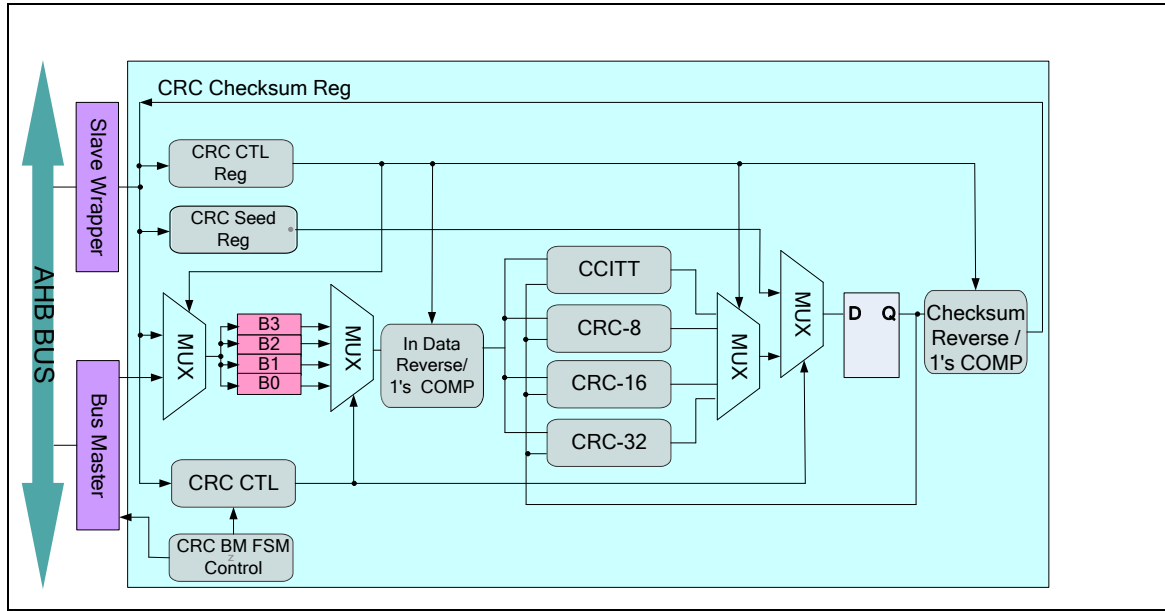 CRC Checksum Reg
AHB BUS
Slave Wrapper
Bus Master
CRC CTL
Reg
CRC Seed
Reg
MUX
B3
B2
B1
B0
MUX
In Data
Reverse/
1's COMP
CCITT
CRC-8
CRC-16
CRC-32
MUX
MUX
D Q
Checksum
Reverse /
1's COMP
CRC CTL
CRC BM FSM
Control
z